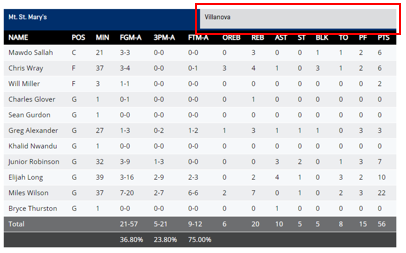 Mt. St. Mary's Villanova
NAME POS MIN FGM-A 3PM-A FTM-A OREB REB AST ST BLK TO PF PTS
Mawdo Sallah C 21 3-3 0-0 0-0 0 3 0 0 1 1 2 6
Chris Wray F 37 3-4 0-0 0-1 3 4 1 0 3 1 2 6
Will Miller F 3 1-1 0-0 0-0 0 0 0 0 0 0 0 2
Charles Glover G 1 0-1 0-0 0-0 0 1 0 0 0 0 0 0
Sean Gurdon G 1 0-0 0-0 0-0 0 0 0 0 0 0 0 0
Greg Alexander G 27 1-3 0-2 1-2 1 3 1 1 1 0 3 3
Khalid Nwandu G 1 0-0 0-0 0-0 0 0 0 0 0 0 0 0
Junior Robinson G 32 3-9 1-3 0-0 0 0 3 2 0 1 3 7
Elijah Long G 39 3-16 2-9 2-3 0 2 4 1 0 3 2 10
Miles Wilson G 37 7-20 2-7 6-6 2 7 0 1 0 2 3 22
Bryce Thurston G 1 0-0 0-0 0-0 0 0 1 0 0 0 0 0
Total 21-57 5-21 9-12 6 20 10 5 5 8 15 56
36.80% 23.80% 75.00%